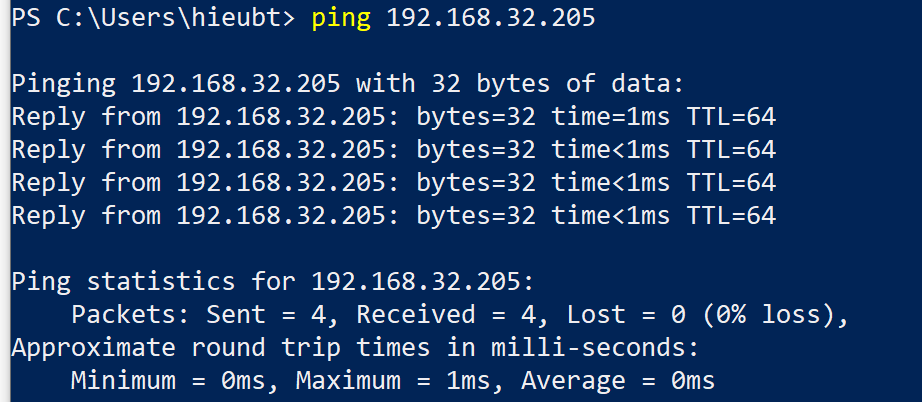 PS C:\Users\hieubt> ping 192.168.32.205
Pinging 192.168.32.205 with 32 bytes of data:
Reply from 192.168.32.205: bytes=32 time=1ms TTL=64
Reply from 192.168.32.205: bytes=32 time<1ms TTL=64
Reply from 192.168.32.205: bytes=32 time<1ms TTL=64
Reply from 192.168.32.205: bytes=32 time<1ms TTL=64
Ping statistics for 192.168.32.205:
    Packets: Sent = 4, Received = 4, Lost = 0 (0% loss),
Approximate round trip times in milli-seconds:
    Minimum = 0ms, Maximum = 1ms, Average = 0ms